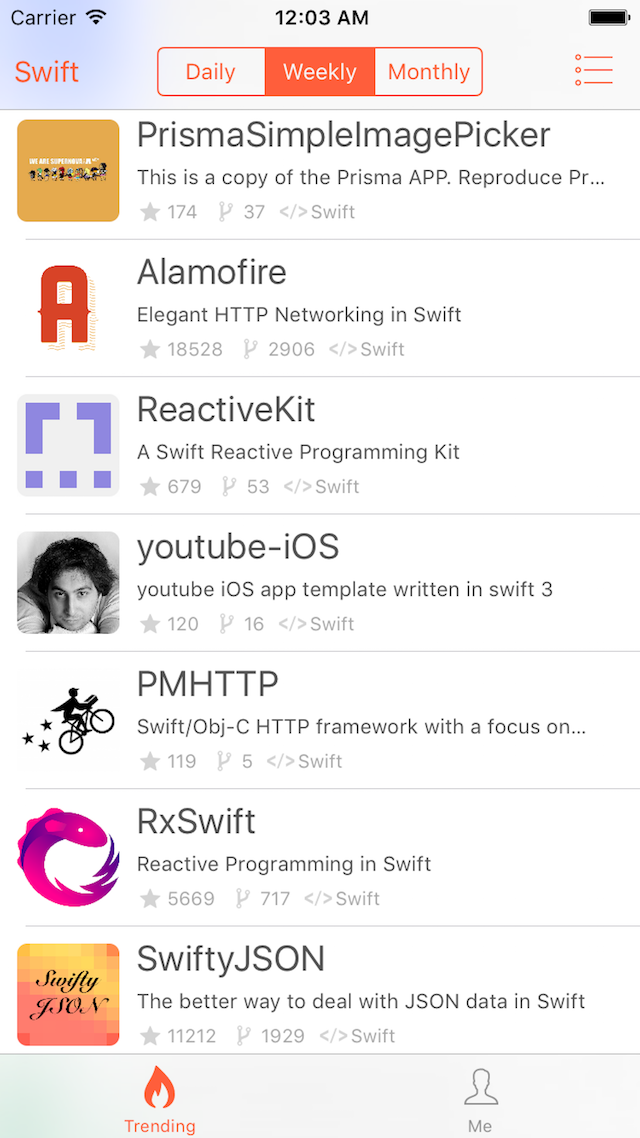 Carrier 12:03 AM
Swift Daily Weekly Monthly
PrismaSimpleImagePicker
This is a copy of the Prisma APP. Reproduce Pr...
174 37 </>Swift
A
Alamofire
Elegant HTTP Networking in Swift
18528 2906 </>Swift
ReactiveKit
A Swift Reactive Programming Kit
679 53 </>Swift
youtube-iOS
youtube iOS app template written in swift 3
120 16 </>Swift
PMHTTP
Swift/Obj-C HTTP framework with a focus on...
119 5 </>Swift
RxSwift
Reactive Programming in Swift
5669 717 </>Swift
Swifty
JSON
SwiftyJSON
The better way to deal with JSON data in Swift
11212 1929 </>Swift
Trending Me